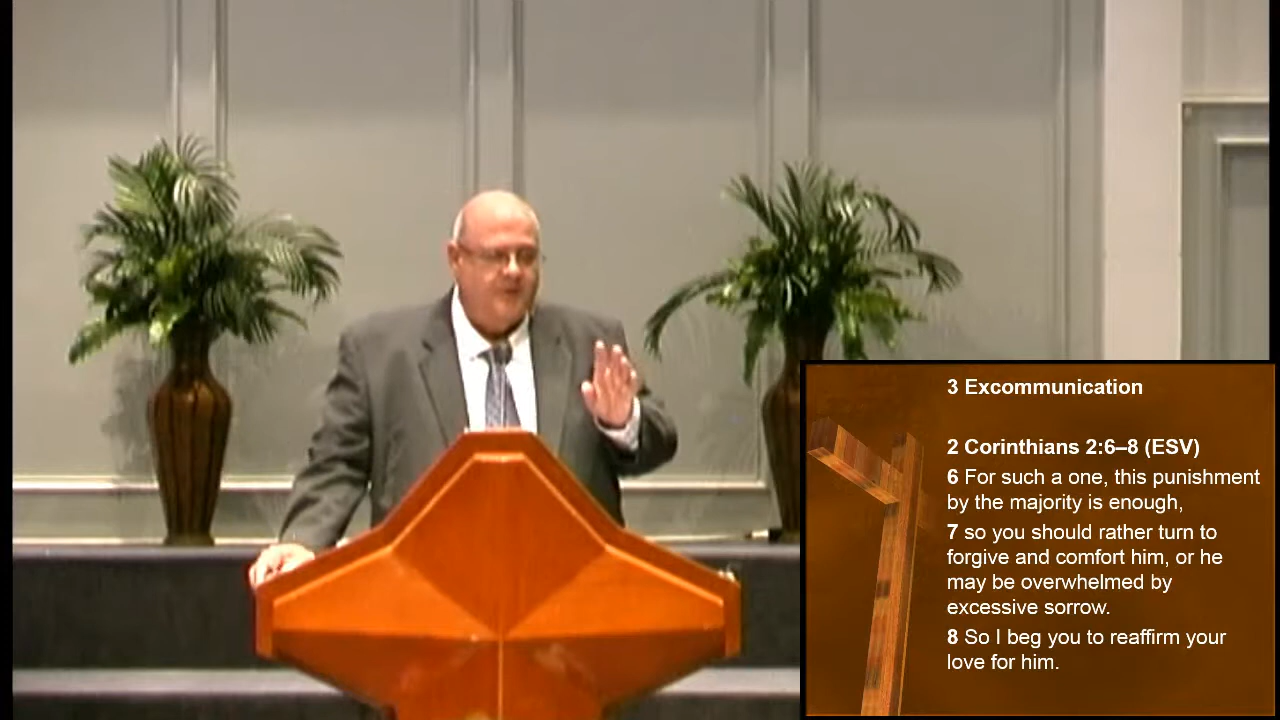 3 Excommunication
2 Corinthians 2:6–8 (ESV)
6 For such a one, this punishment
by the majority is enough,
7 so you should rather turn to
forgive and comfort him, or he
may be overwhelmed by
excessive sorrow.
8 So I beg you to reaffirm your
love for him.